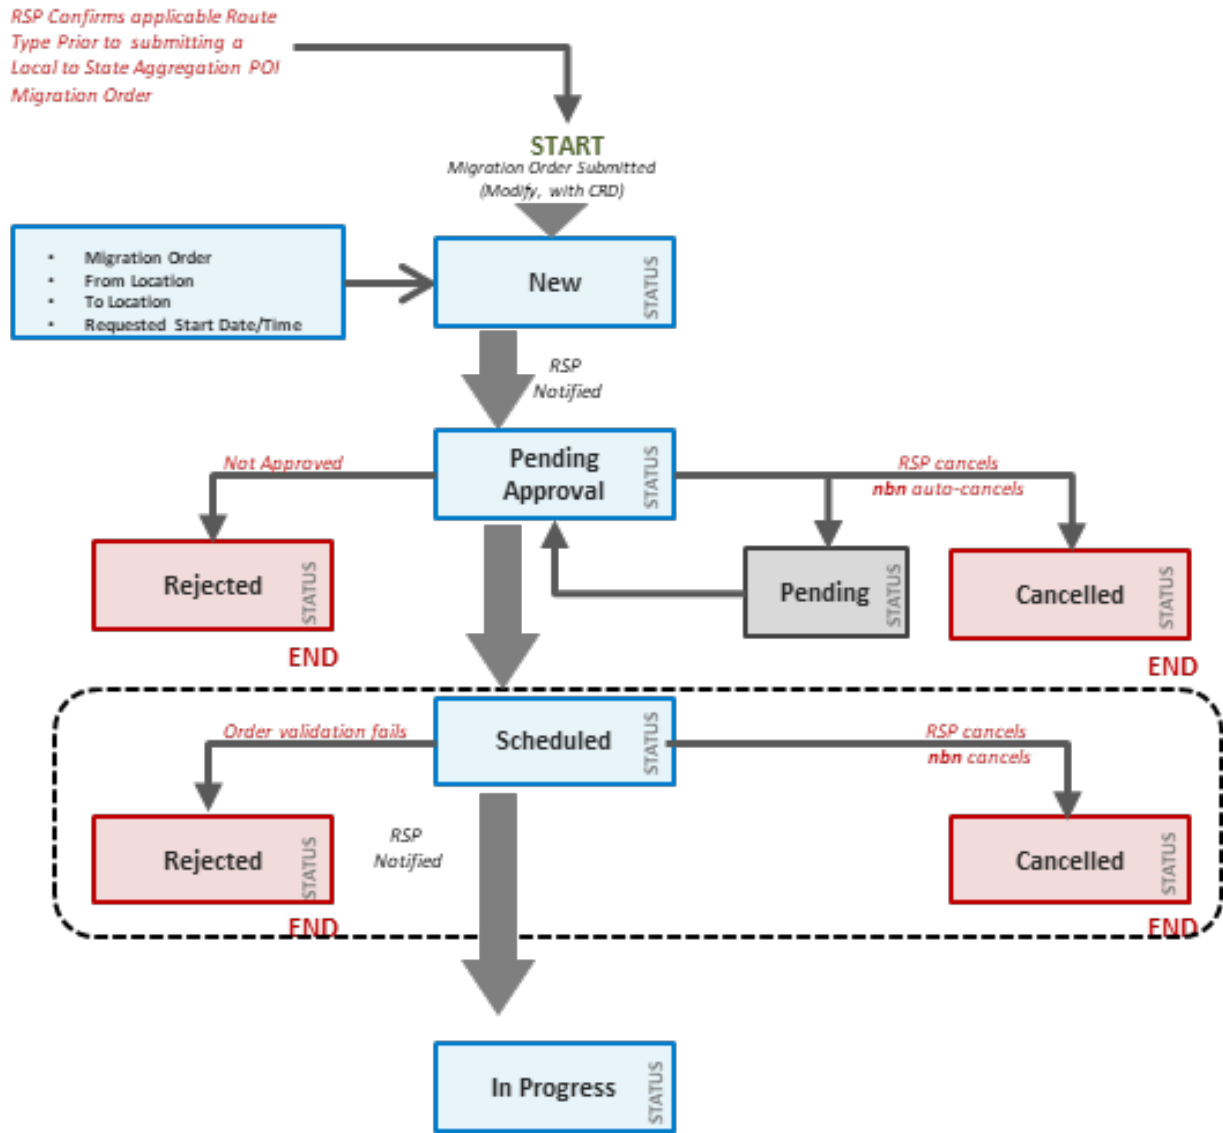 RSP Confirms applicable Route
Type Prior to submitting a
Local to State Aggregation POI
Migration Order
START
Migration Order Submitted
(Modify, with CRD)
• Migration Order
• From Location
• To Location
• Requested Start Date/Time
New
STATUS
RSP
Notified
Pending
Approval
STATUS
Not Approved
RSP cancels
nbn auto-cancels
Rejected
STATUS
END
Pending
STATUS
Cancelled
STATUS
END
Scheduled
STATUS
Order validation fails
RSP cancels
nbn cancels
Rejected
STATUS
END
RSP
Notified
Cancelled
STATUS
END
In Progress
STATUS